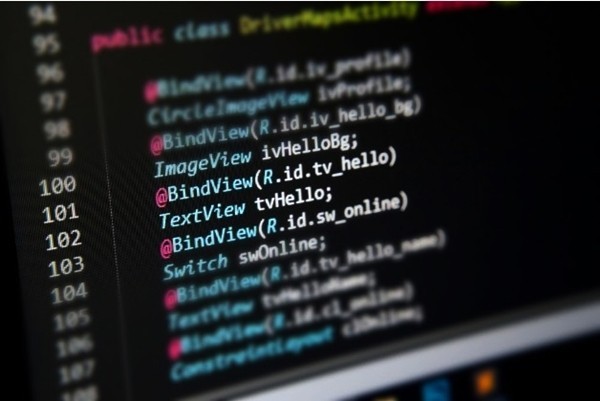 94
95 public class DriverMapsActivity
96
97 @BindView(R.id.iv_profile)
98 CircleImageView ivProfile;
99 @BindView(R.id.iv_hello_bg)
100 ImageView ivHelloBg;
101 @BindView(R.id.tv_hello)
102 TextView tvHello;
103 @BindView(R.id.sw_online)
104 Switch swOnline;
105 @BindView(R.id.tv_hello_name)
106 TextView tvHelloName;
107 @BindView(R.id.cl_online)
108 ConstraintLayout clOnline;